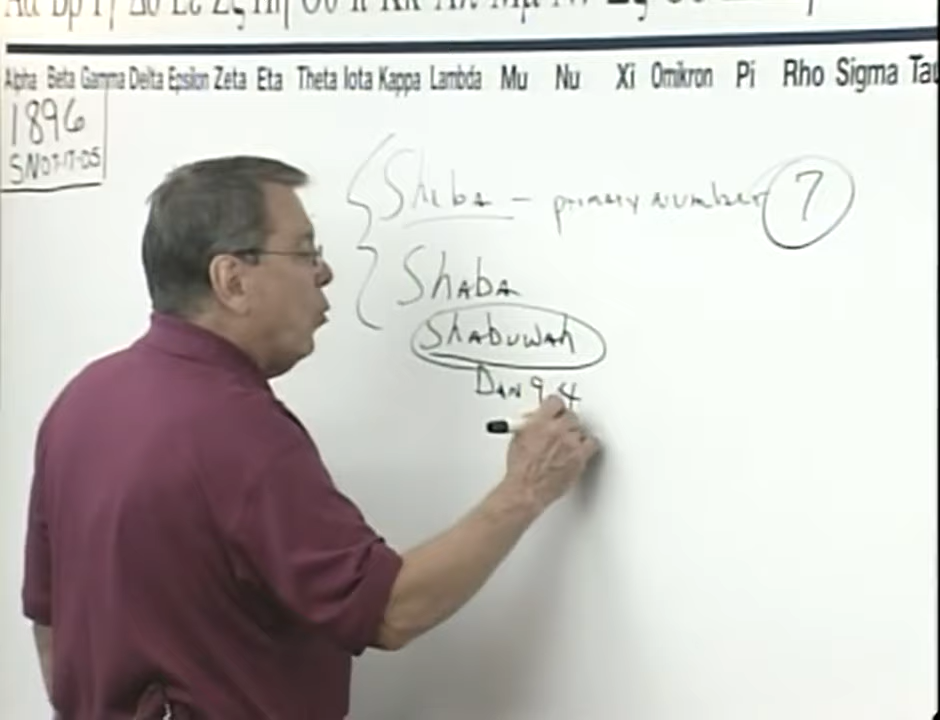 Alpha Beta Gamma Delta Epsilon Zeta Eta Theta Iota Kappa Lambda Mu Nu Xi Omikron Pi Rho Sigma Tau
1896
SN07-17-05
Sheba - primary number 7
Shaba
Shabuwah
Dan 9